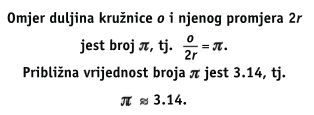 Omjer duljina kružnice o i njenog promjera 2r
jest broj π, tj. o/2r = π.
Približna vrijednost broja π jest 3.14, tj.
π ≈ 3.14.